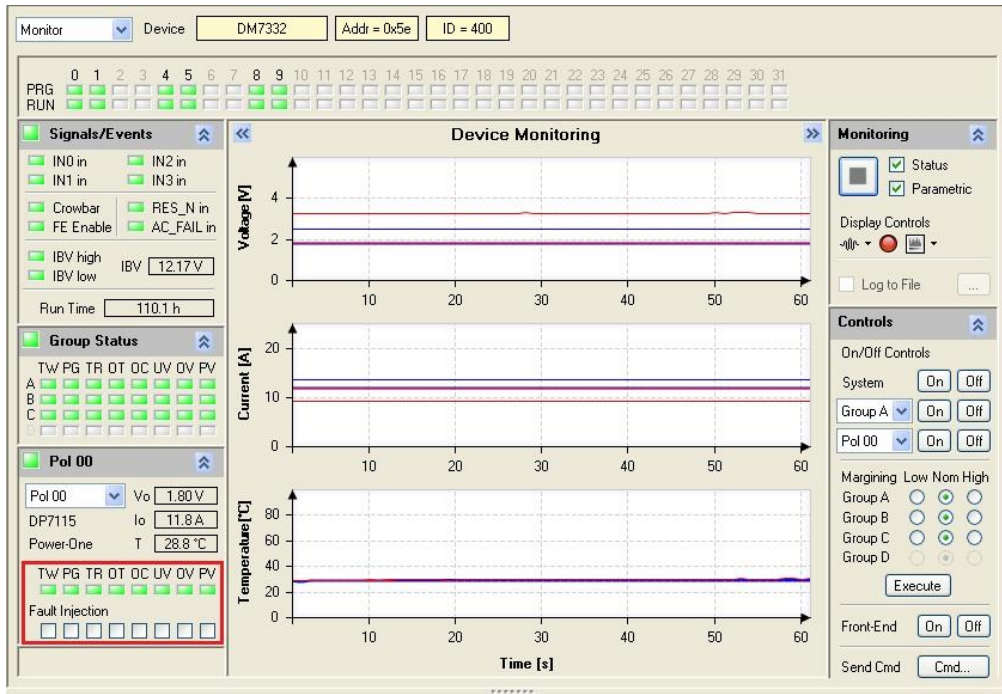 Monitor Device DM7332 Addr = 0x5e ID = 400
0 1 2 3 4 5 6 7 8 9 10 11 12 13 14 15 16 17 18 19 20 21 22 23 24 25 26 27 28 29 30 31
PRG
RUN
Signals/Events
IN0 in IN2 in
IN1 in IN3 in
Crowbar RES_N in
FE Enable AC_FAIL in
IBV high
IBV low
IBV 12.17 V
Run Time 110.1 h
Group Status
TW PG TR OT OC UV OV PV
A
B
C
D
Pol 00
Pol 00 Vo 1.80 V
DP7115 Io 11.8 A
Power-One T 28.8 °C
TW PG TR OT OC UV OV PV
Fault Injection
Device Monitoring
Voltage [V]
4
2
0
10 20 30 40 50 60
Current [A]
20
10
0
10 20 30 40 50 60
Temperature [°C]
80
60
40
20
0
10 20 30 40 50 60
Time [s]
Monitoring
Status
Parametric
Display Controls
Log to File ...
Controls
On/Off Controls
System On Off
Group A On Off
Pol 00 On Off
Margining Low Nom High
Group A
Group B
Group C
Group D
Execute
Front-End On Off
Send Cmd Cmd...